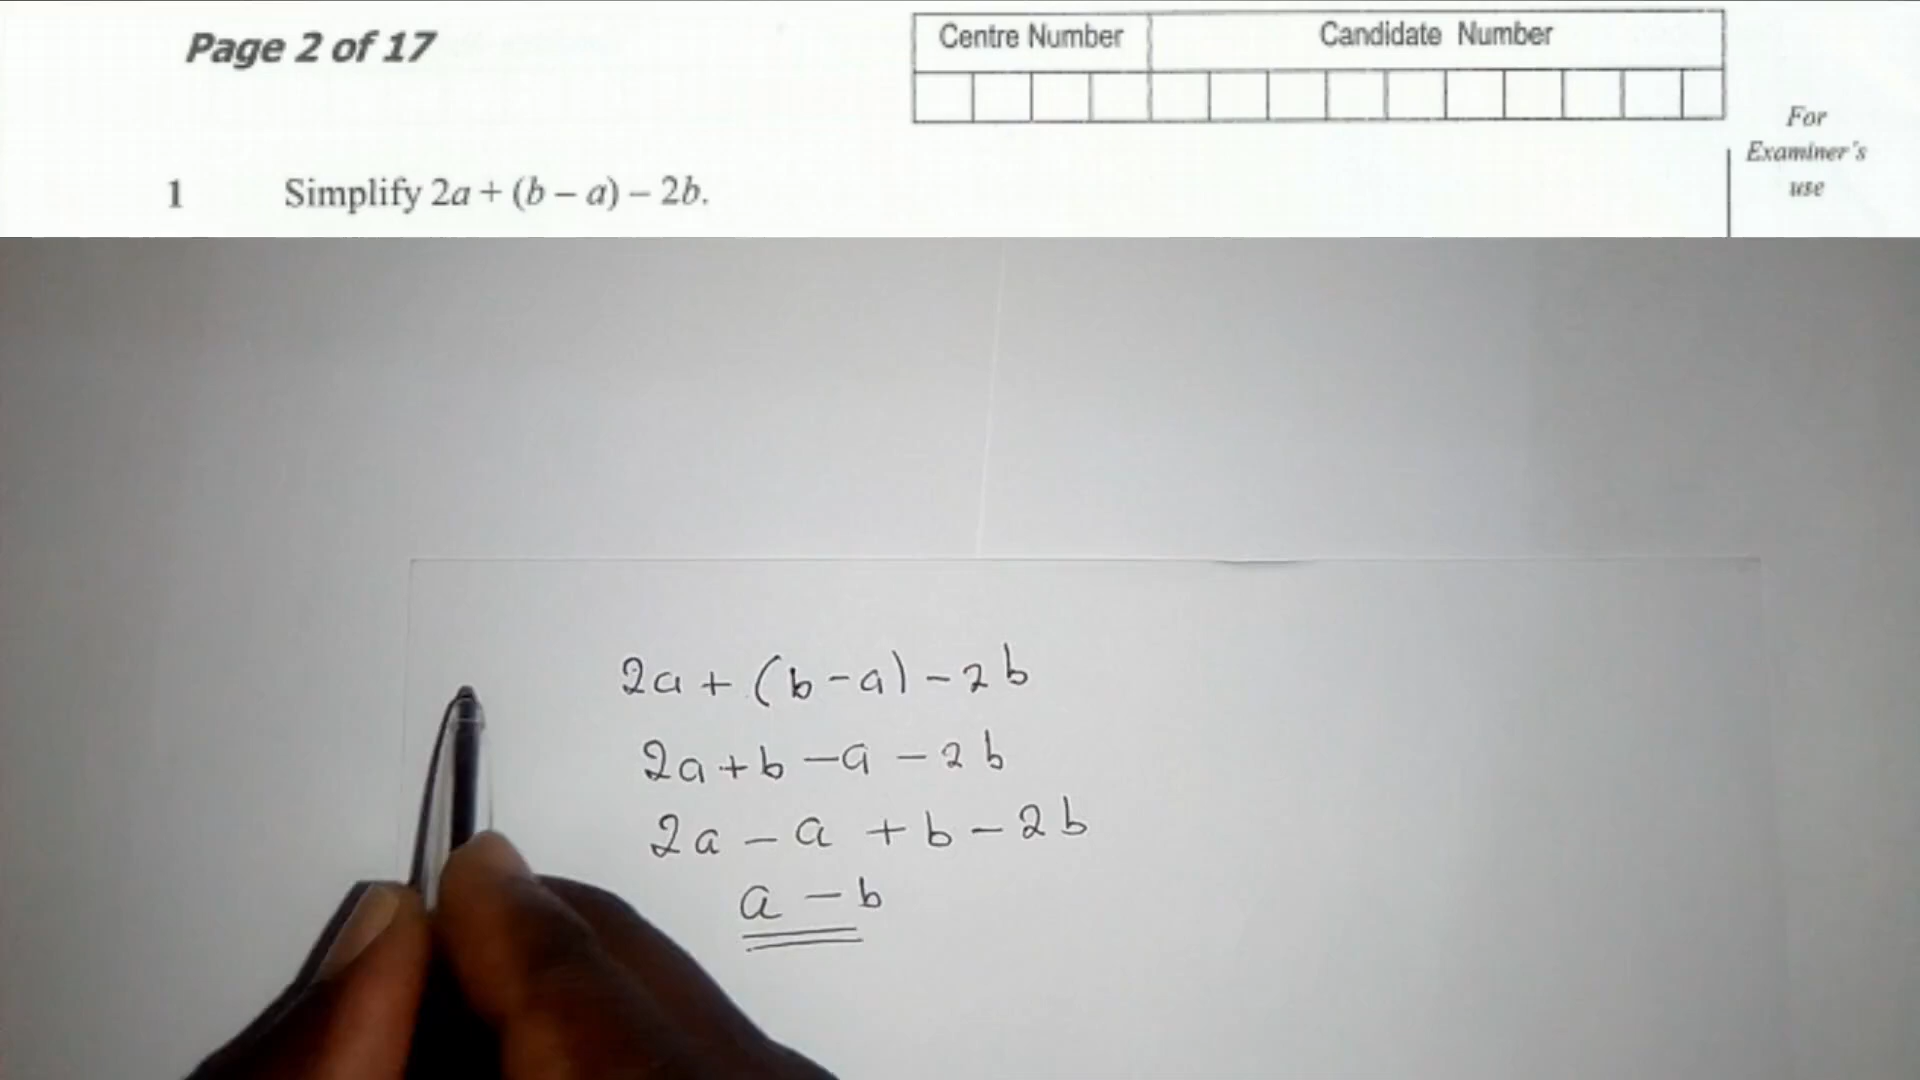 Page 2 of 17
Centre Number Candidate Number
For
Examiner's
use
1 Simplify 2a + (b – a) – 2b.
2a + (b - a) - 2b
2a + b - a - 2b
2a - a + b - 2b
a - b